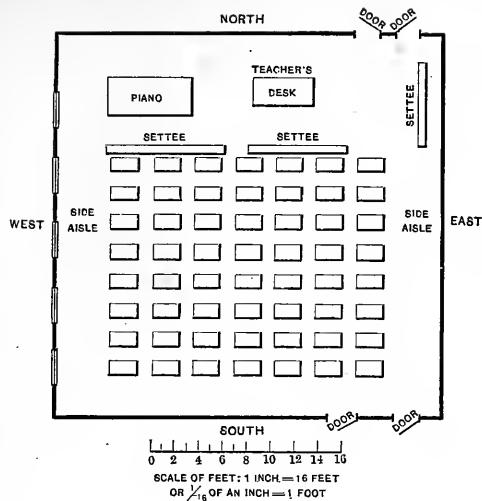 NORTH
DOOR DOOR
TEACHER'S
DESK
PIANO
SETTEE
SETTEE SETTEE
WEST
SIDE
AISLE
SIDE
AISLE
EAST
DOOR DOOR
SOUTH
0 2 4 6 8 10 12 14 16
SCALE OF FEET: 1 INCH = 16 FEET
OR 1/16 OF AN INCH = 1 FOOT